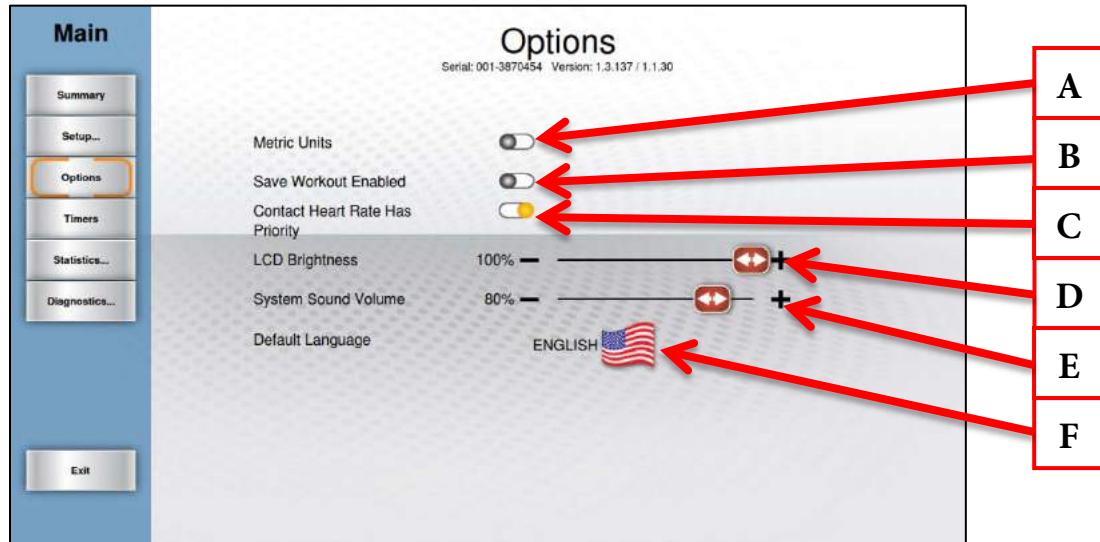 Main
Summary
Setup...
Options
Timers
Statistics...
Diagnostics...
Exit
Options
Serial: 001-3870454 Version: 1.3.137 / 1.1.30
Metric Units
Save Workout Enabled
Contact Heart Rate Has
Priority
LCD Brightness 100%
System Sound Volume 80%
Default Language ENGLISH
A
B
C
D
E
F